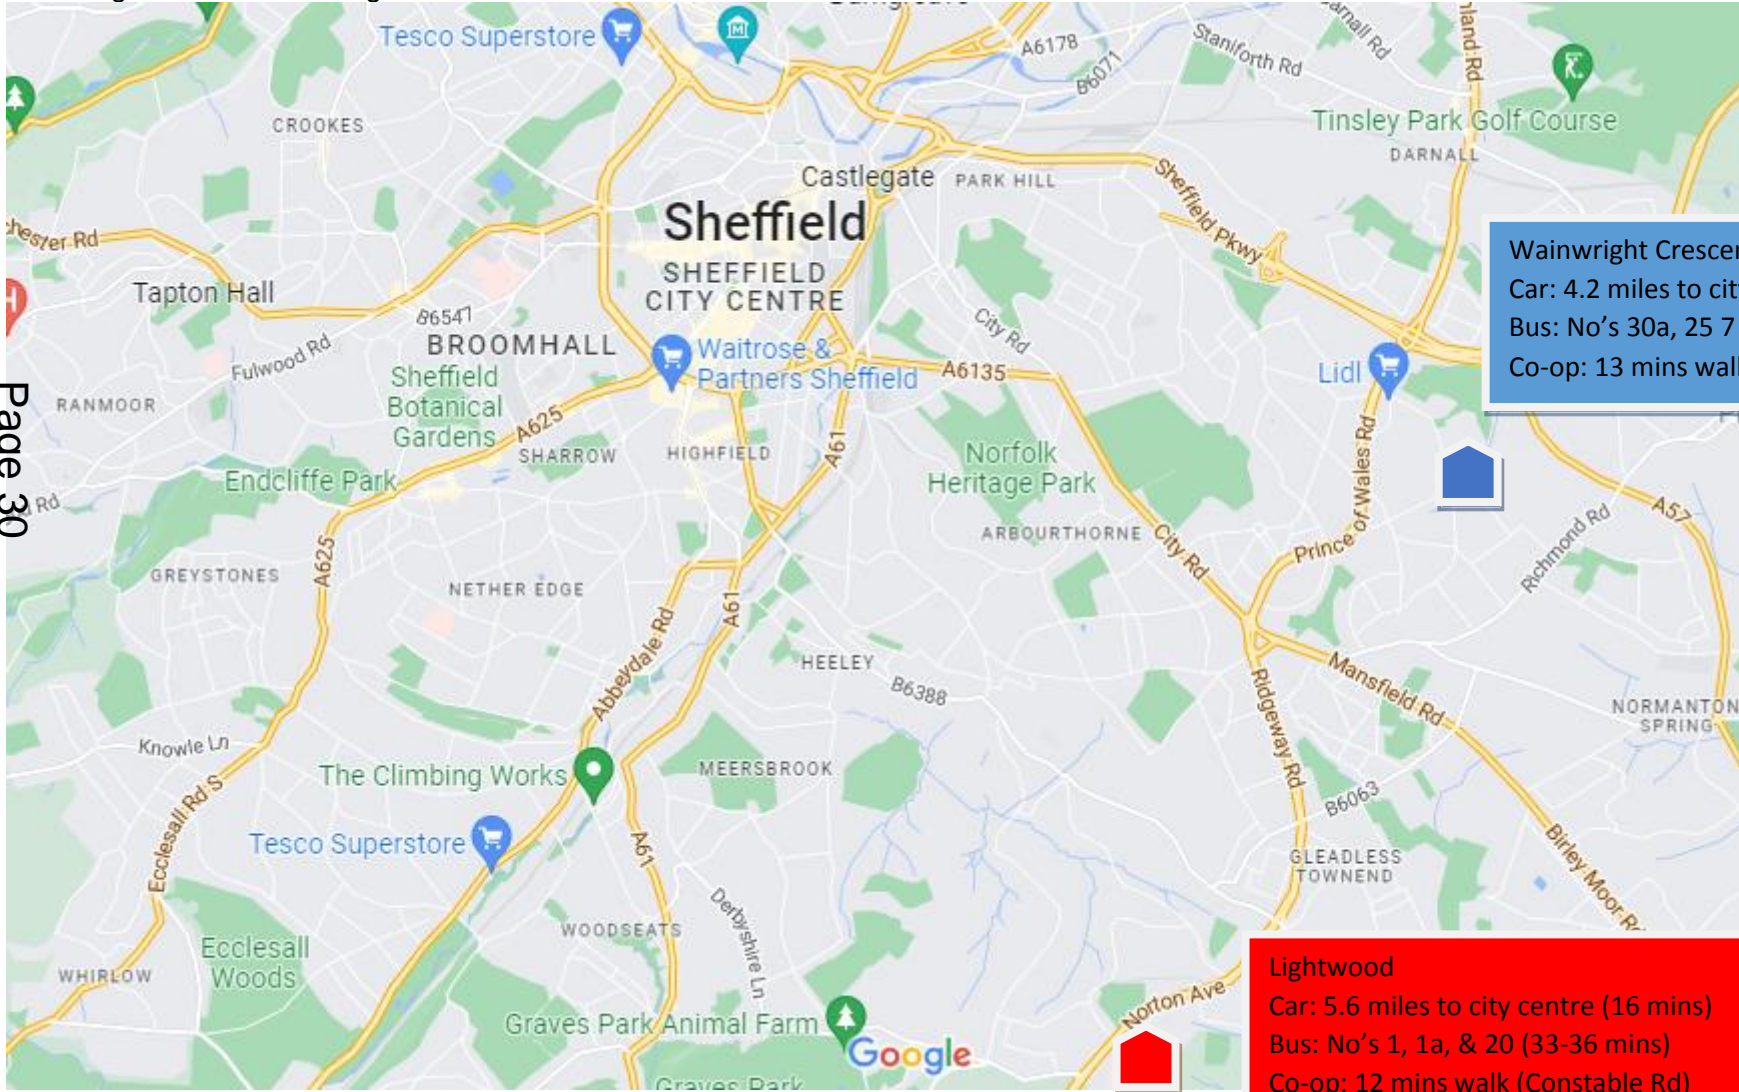 Tesco Superstore
A6178
B6071
Staniforth Rd
CROOKES
Tinsley Park Golf Course
DARNALL
Castlegate
PARK HILL
Sheffield
SHEFFIELD
CITY CENTRE
Sheffield Pkwy
Tapton Hall
B6547
BROOMHALL
Fulwood Rd
City Rd
Wainwright Crescen
Car: 4.2 miles to cit
Bus: No's 30a, 25 7
Co-op: 13 mins wal
Waitrose &
Partners Sheffield
A6135
Lidl
Page 30
RANMOOR
Sheffield
Botanical
Gardens
A625
SHARROW
HIGHFIELD
A61
Norfolk
Heritage Park
Prince of Wales Rd
Endcliffe Park
Rd
ARBOURTHORNE
City Rd
Richmond Rd
A57
A625
GREYSTONES
NETHER EDGE
A61
Abbeydale Rd
HEELEY
B6388
Mansfield Rd
Ridgeway Rd
NORMANTON
SPRING
Knowle Ln
The Climbing Works
MEERSBROOK
B6063
Ecclesall Rd S
Tesco Superstore
A61
GLEADLESS
TOWNEND
Birley Moor Rd
Derbyshire Ln
WOODSEATS
Ecclesall
Woods
WHIRLOW
Norton Ave
Graves Park Animal Farm
Google
Graves Park
Lightwood
Car: 5.6 miles to city centre (16 mins)
Bus: No's 1, 1a, & 20 (33-36 mins)
Co-op: 12 mins walk (Constable Rd)